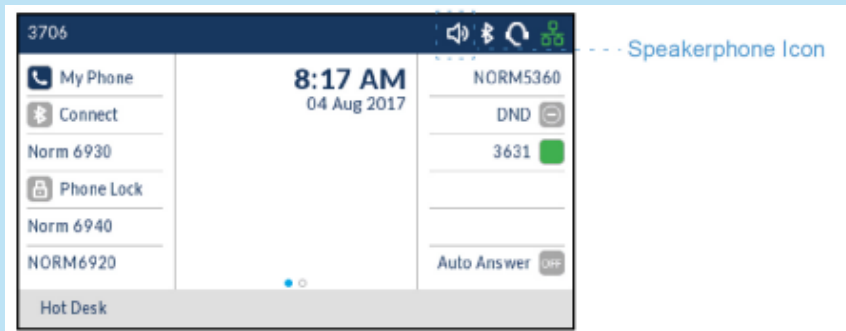 3706
Speakerphone Icon
My Phone
Connect
Norm 6930
Phone Lock
Norm 6940
NORM6920
8:17 AM
04 Aug 2017
NORM5360
DND
3631
Auto Answer OFF
Hot Desk